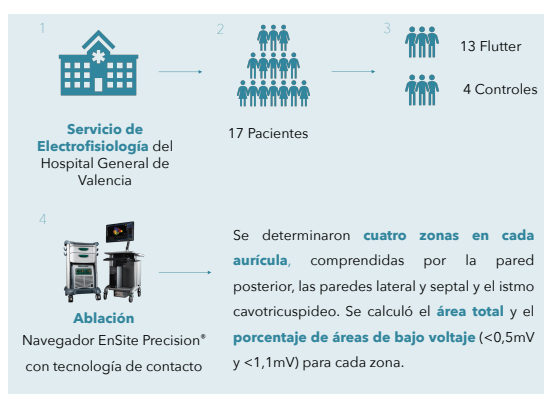 1
2
3
13 Flutter
4 Controles
17 Pacientes
Servicio de
Electrofisiología del
Hospital General de
Valencia
4
Ablación
Navegador EnSite Precision®
con tecnología de contacto
Se determinaron cuatro zonas en cada
aurícula, comprendidas por la pared
posterior, las paredes lateral y septal y el istmo
cavotricuspideo. Se calculó el área total y el
porcentaje de áreas de bajo voltaje (<0,5mV
y <1,1mV) para cada zona.